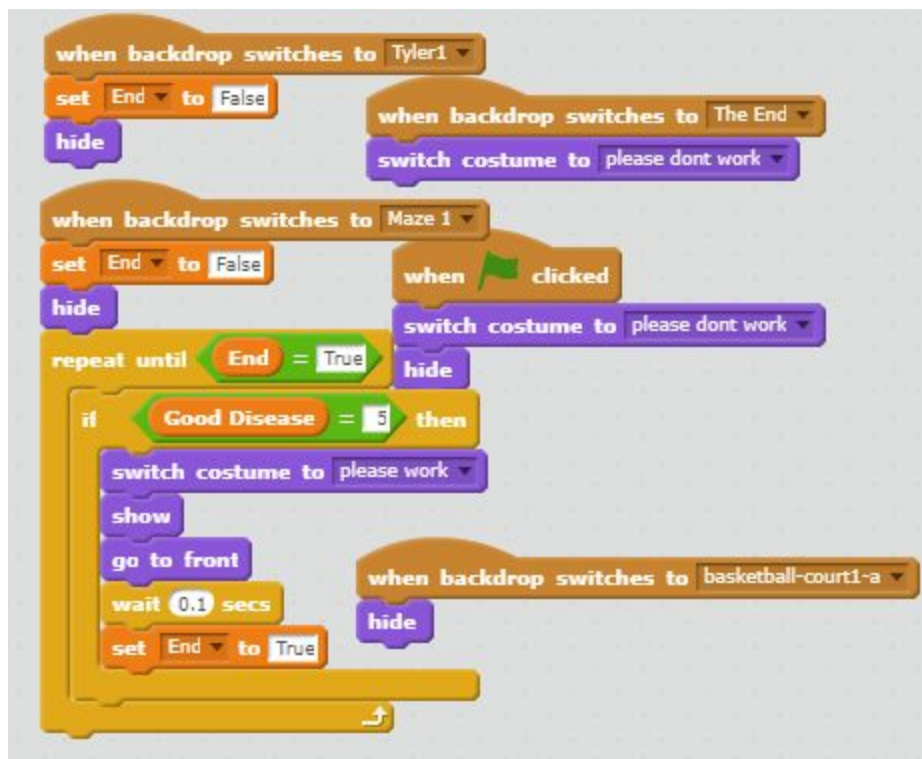 when backdrop switches to Tyler1
set End to False
hide
when backdrop switches to The End
switch costume to please dont work
when backdrop switches to Maze 1
set End to False
hide
repeat until End = True
if Good Disease = 5 then
switch costume to please work
show
go to front
wait 0.1 secs
set End to True
when clicked
switch costume to please dont work
hide
when backdrop switches to basketball-court1-a
hide